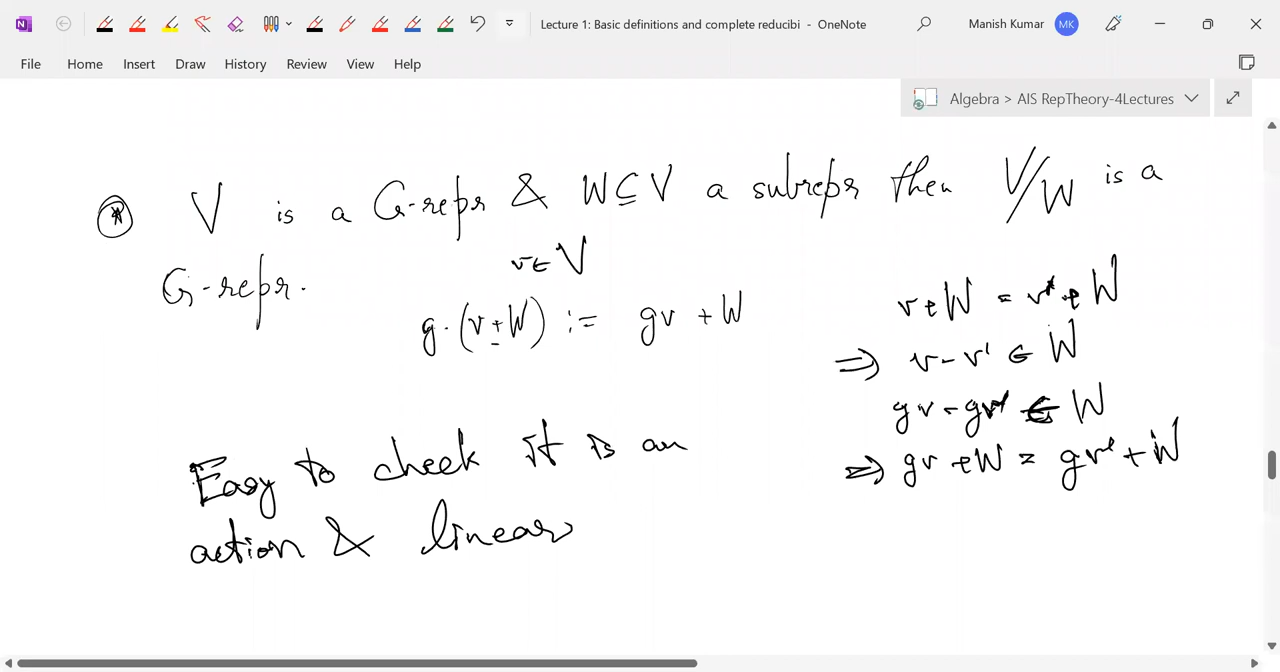 Lecture 1: Basic definitions and complete reducibi - OneNote
Manish Kumar MK
File Home Insert Draw History Review View Help
Algebra > AIS RepTheory-4Lectures
V is a G-repr & W ⊆ V a subrepr then V/W is a
G-repr.
v ∈ V
g·(v+W) := gv + W
v+W = v'+W
⇒ v-v' ∈ W
gv-gv' ∈ W
⇒ gv+W = gv'+W
Easy to check it is an
action & linear